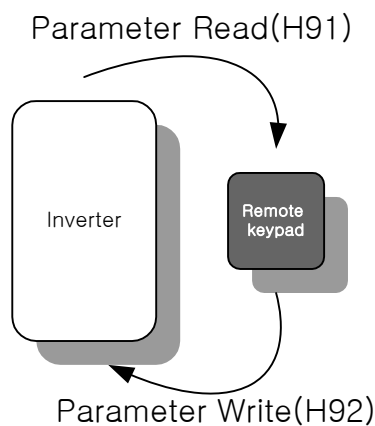 Parameter Read(H91)
Inverter
Remote
keypad
Parameter Write(H92)